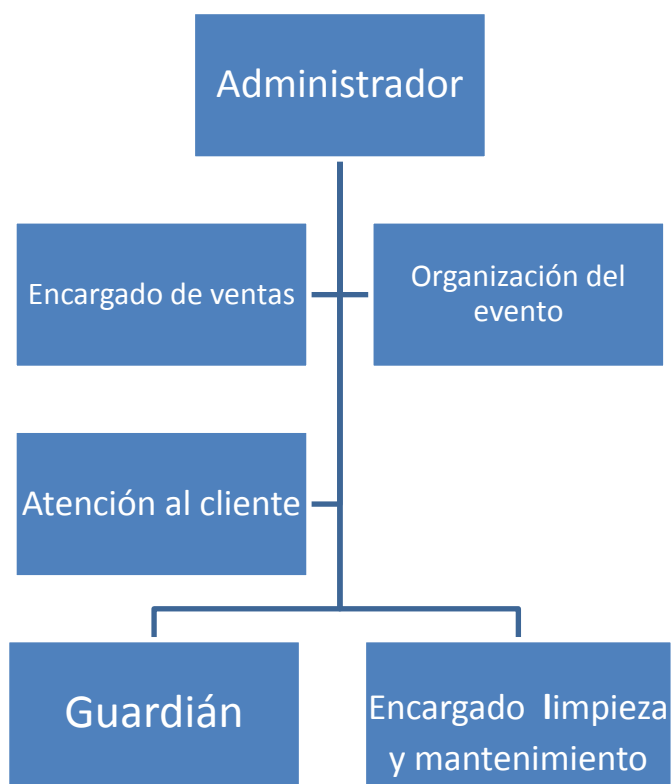 Administrador
Encargado de ventas
Organización del
evento
Atención al cliente
Guardián
Encargado limpieza
y mantenimiento